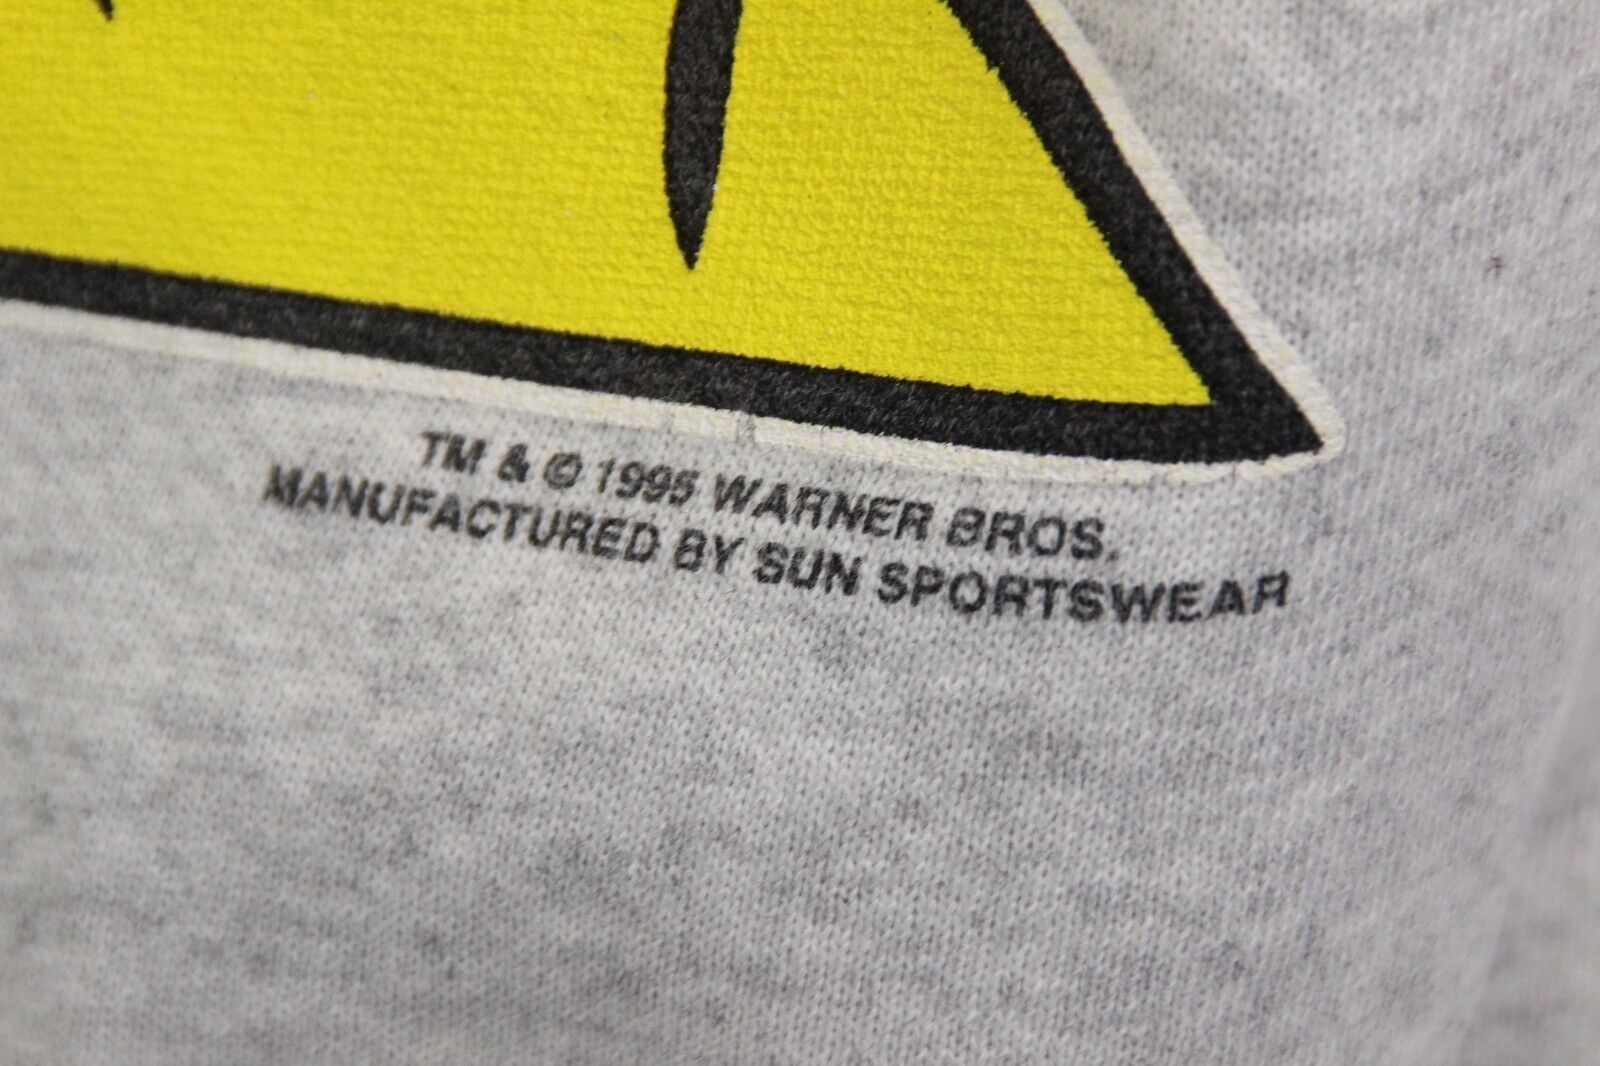 TM & © 1995 WARNER BROS.
MANUFACTURED BY SUN SPORTSWEAR